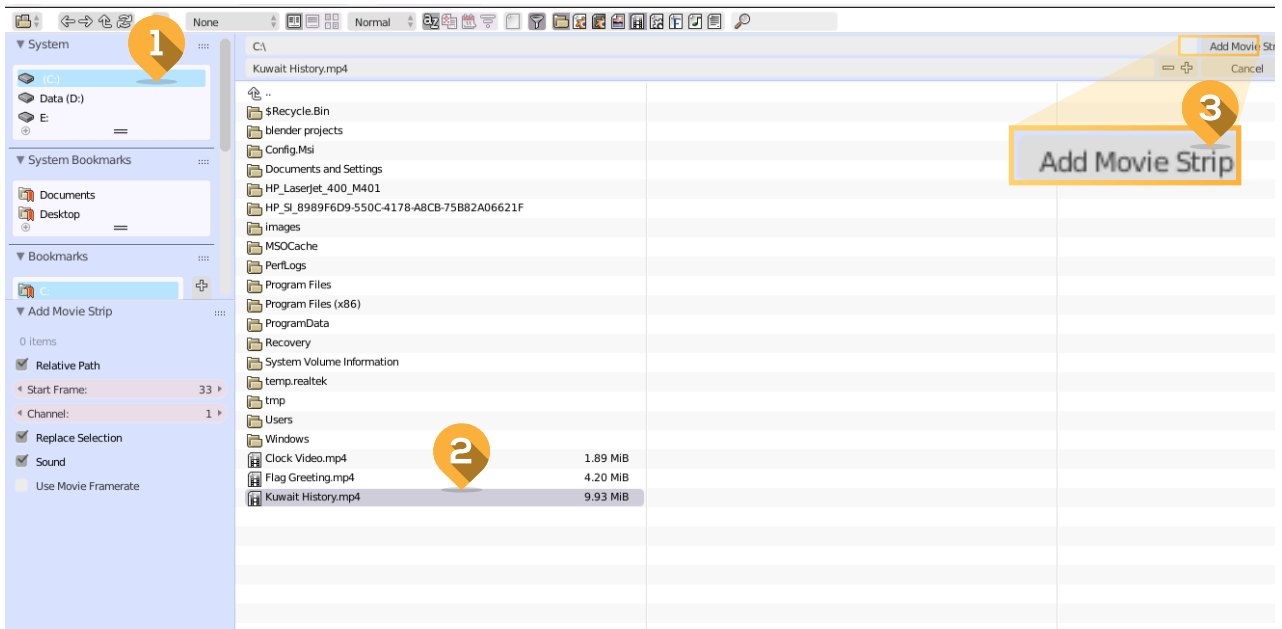 None
Normal
1
System
(C:)
Data (D:)
E:
System Bookmarks
Documents
Desktop
Bookmarks
C:
Add Movie Strip
0 items
Relative Path
Start Frame: 33
Channel: 1
Replace Selection
Sound
Use Movie Framerate
C:\
Add Movie Str
Kuwait History.mp4
Cancel
3
Add Movie Strip
..
$Recycle.Bin
blender projects
Config.Msi
Documents and Settings
HP_LaserJet_400_M401
HP_SI_8989F6D9-550C-4178-A8CB-75B82A06621F
images
MSOCache
PerfLogs
Program Files
Program Files (x86)
ProgramData
Recovery
System Volume Information
temp.realtek
tmp
Users
Windows
2
Clock Video.mp4 1.89 MiB
Flag Greeting.mp4 4.20 MiB
Kuwait History.mp4 9.93 MiB